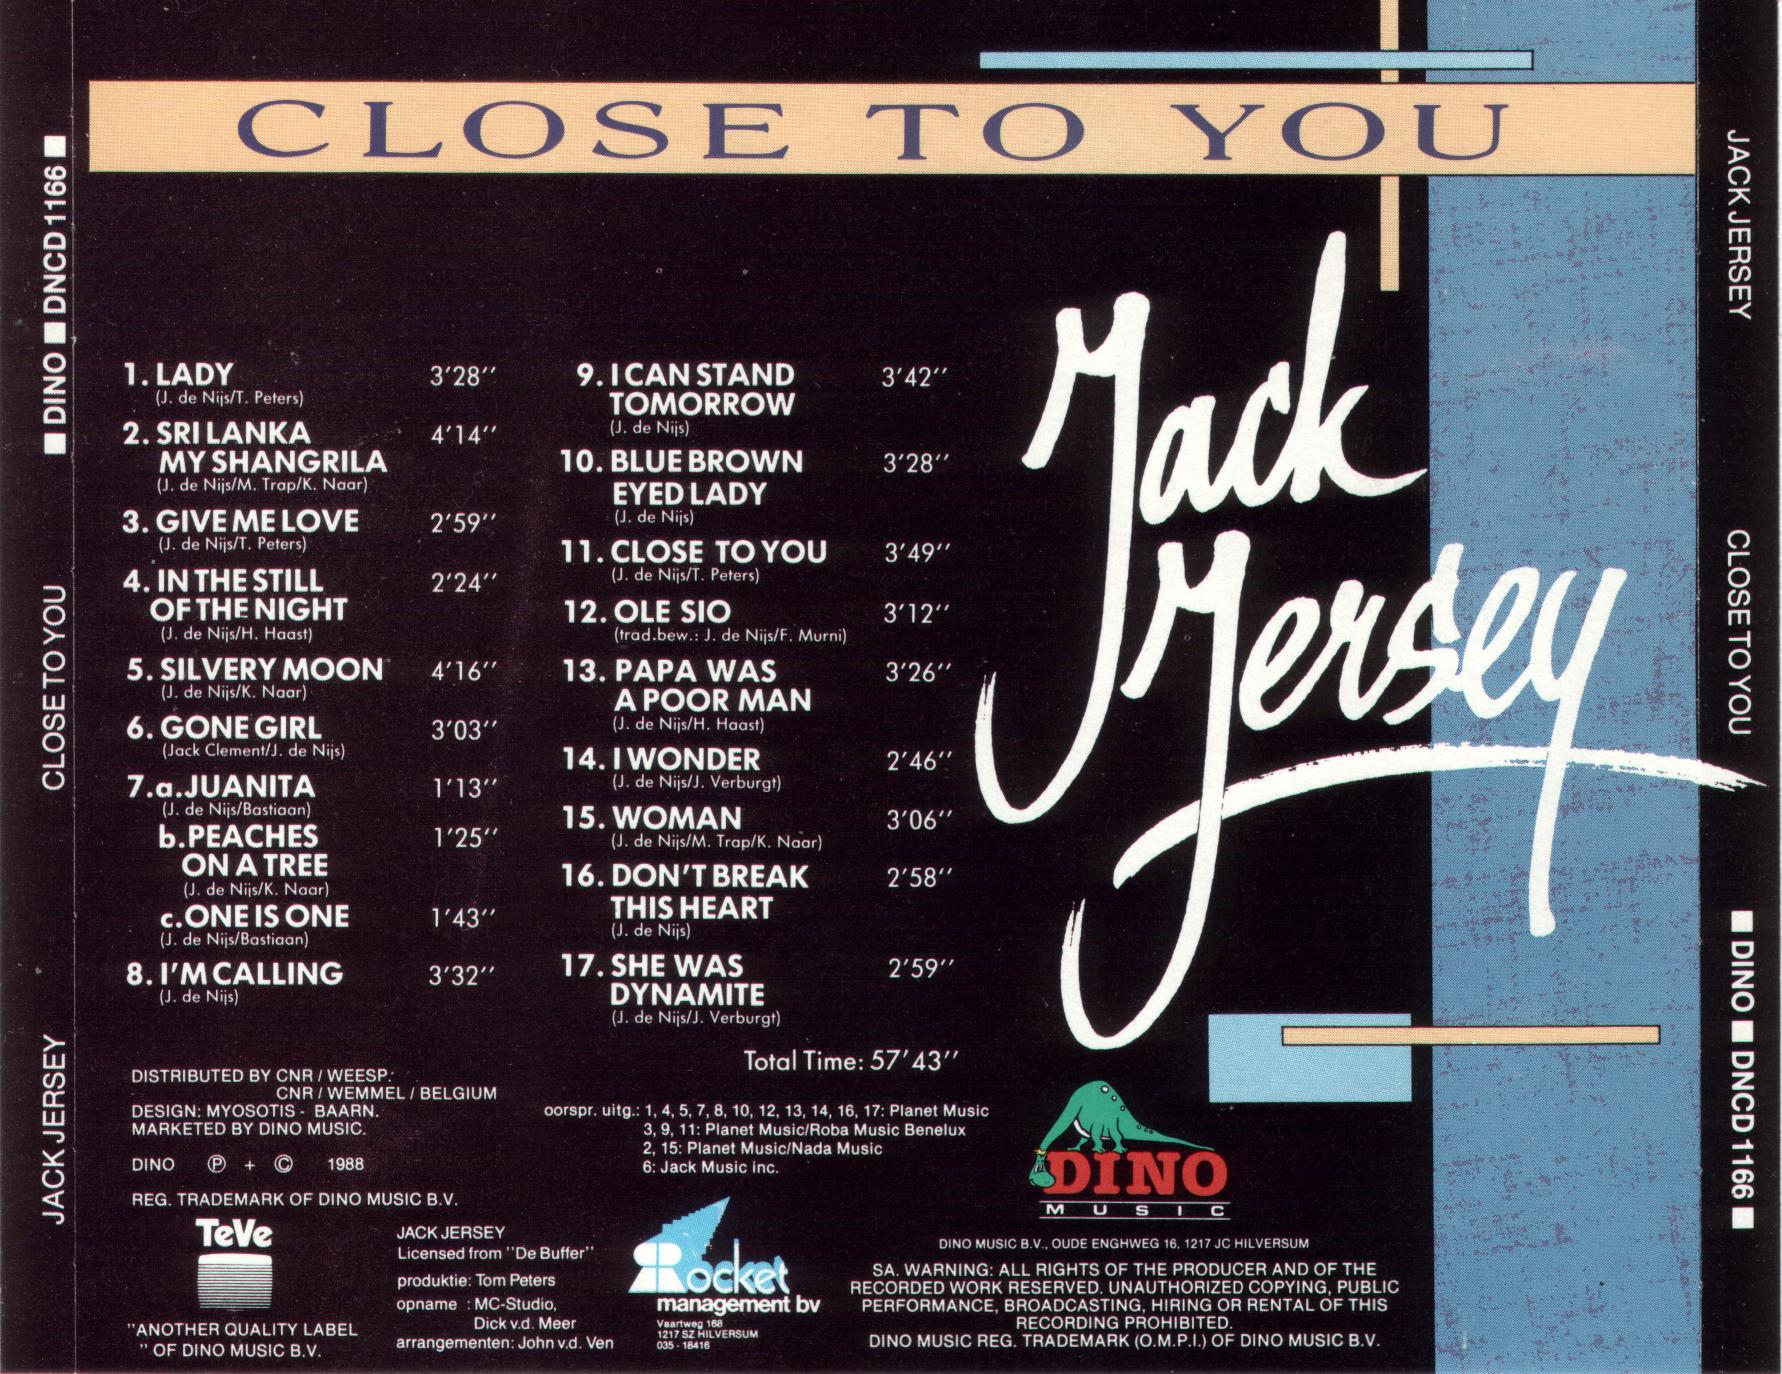 CLOSE TO YOU
■ DINO ■ DNCD 1166 ■
CLOSE TO YOU
JACK JERSEY
1. LADY 3'28''
(J. de Nijs/T. Peters)
2. SRI LANKA 4'14''
MY SHANGRILA
(J. de Nijs/M. Trap/K. Naar)
3. GIVE ME LOVE 2'59''
(J. de Nijs/T. Peters)
4. IN THE STILL 2'24''
OF THE NIGHT
(J. de Nijs/H. Haast)
5. SILVERY MOON 4'16''
(J. de Nijs/K. Naar)
6. GONE GIRL 3'03''
(Jack Clement/J. de Nijs)
7.a.JUANITA 1'13''
(J. de Nijs/Bastiaan)
b.PEACHES 1'25''
ON A TREE
(J. de Nijs/K. Naar)
c.ONE IS ONE 1'43''
(J. de Nijs/Bastiaan)
8. I'M CALLING 3'32''
(J. de Nijs)
9. I CAN STAND 3'42''
TOMORROW
(J. de Nijs)
10. BLUE BROWN 3'28''
EYED LADY
(J. de Nijs)
11. CLOSE TO YOU 3'49''
(J. de Nijs/T. Peters)
12. OLE SIO 3'12''
(trad.bew.: J. de Nijs/F. Murni)
13. PAPA WAS 3'26''
A POOR MAN
(J. de Nijs/H. Haast)
14. I WONDER 2'46''
(J. de Nijs/J. Verburgt)
15. WOMAN 3'06''
(J. de Nijs/M. Trap/K. Naar)
16. DON'T BREAK 2'58''
THIS HEART
(J. de Nijs)
17. SHE WAS 2'59''
DYNAMITE
(J. de Nijs/J. Verburgt)
Total Time: 57'43''
Jack
Jersey
DISTRIBUTED BY CNR / WEESP.
CNR / WEMMEL / BELGIUM
DESIGN: MYOSOTIS - BAARN.
MARKETED BY DINO MUSIC.
DINO Ⓟ + © 1988
REG. TRADEMARK OF DINO MUSIC B.V.
TeVe
"ANOTHER QUALITY LABEL
" OF DINO MUSIC B.V.
JACK JERSEY
Licensed from "De Buffer"
produktie: Tom Peters
opname : MC-Studio,
Dick v.d. Meer
arrangementen: John v.d. Ven
oorspr. uitg.: 1, 4, 5, 7, 8, 10, 12, 13, 14, 16, 17: Planet Music
3, 9, 11: Planet Music/Roba Music Benelux
2, 15: Planet Music/Nada Music
6: Jack Music inc.
Rocket
management bv
Vaartweg 168
1217 SZ HILVERSUM
035 - 18416
DINO
MUSIC
DINO MUSIC B.V., OUDE ENGHWEG 16, 1217 JC HILVERSUM
SA. WARNING: ALL RIGHTS OF THE PRODUCER AND OF THE
RECORDED WORK RESERVED. UNAUTHORIZED COPYING, PUBLIC
PERFORMANCE, BROADCASTING, HIRING OR RENTAL OF THIS
RECORDING PROHIBITED.
DINO MUSIC REG. TRADEMARK (O.M.P.I.) OF DINO MUSIC B.V.
JACK JERSEY
CLOSE TO YOU
■ DINO ■ DNCD 1166 ■